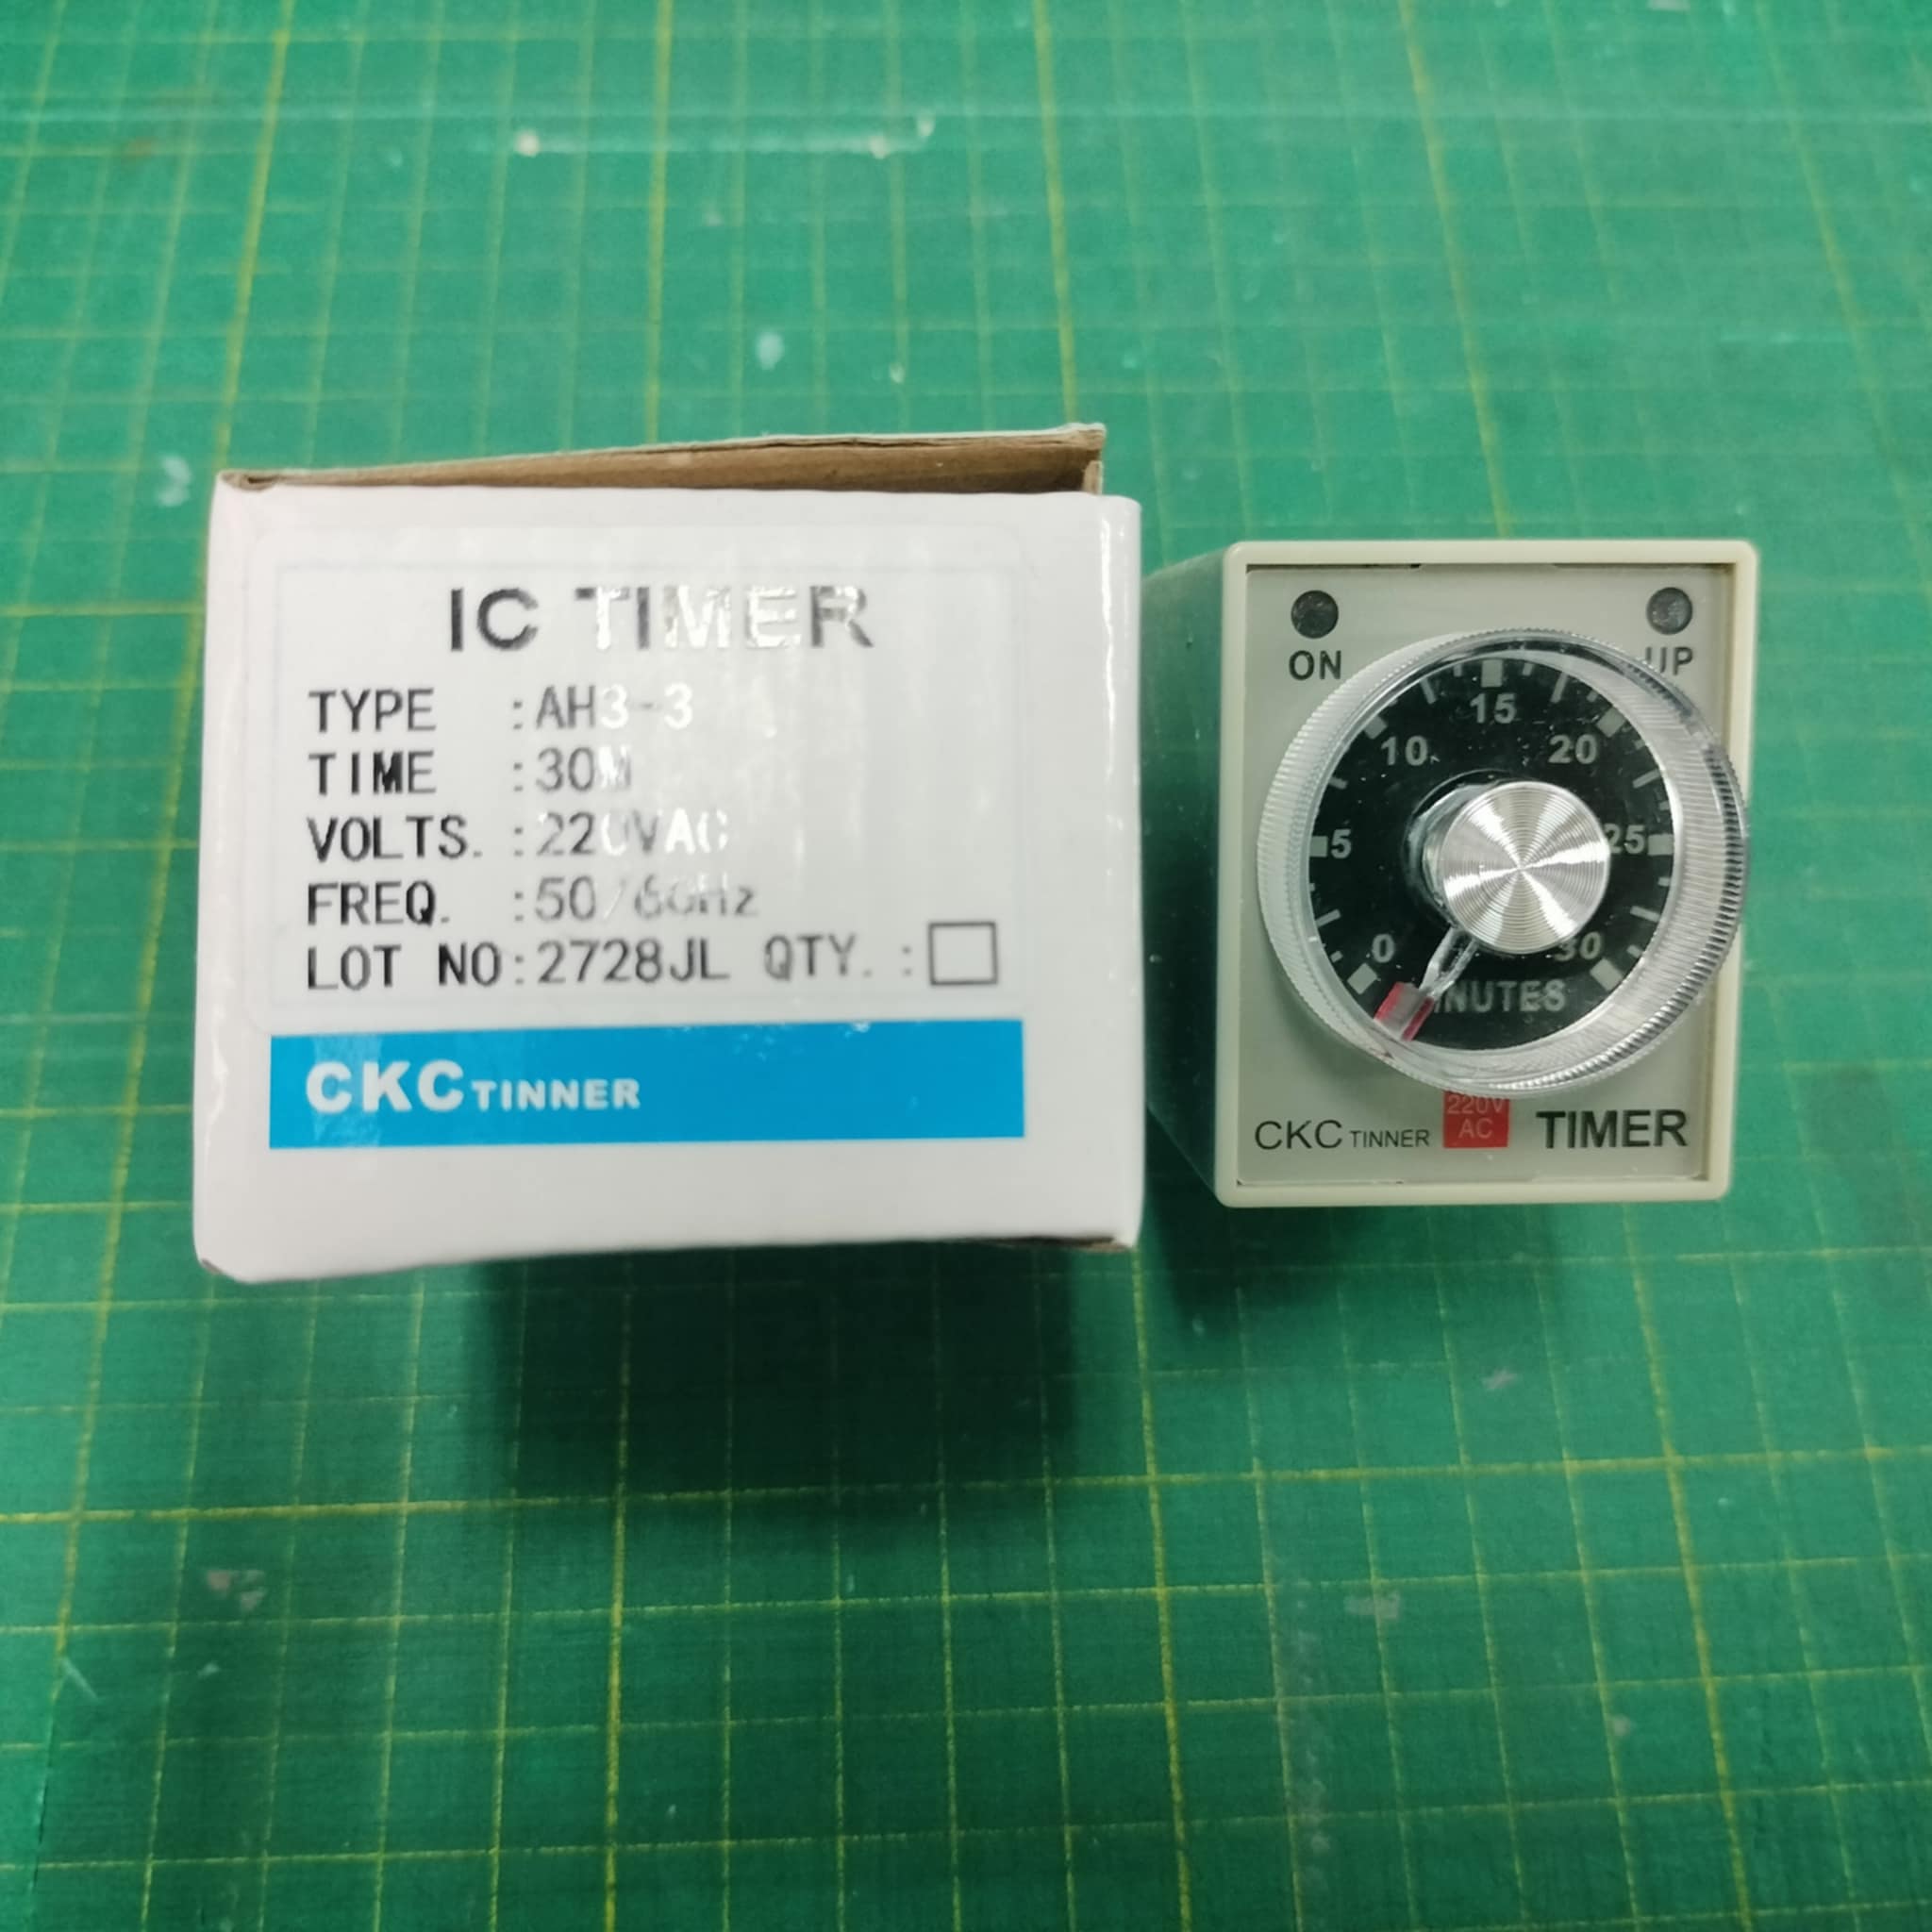 IC TIMER
TYPE :AH3-3
TIME :30M
VOLTS. :220VAC
FREQ. :50/60Hz
LOT NO:2728JL QTY. :
CKC TINNER
ON UP
15
10 20
5 25
0 30
MINUTES
220V
AC
CKC TINNER TIMER